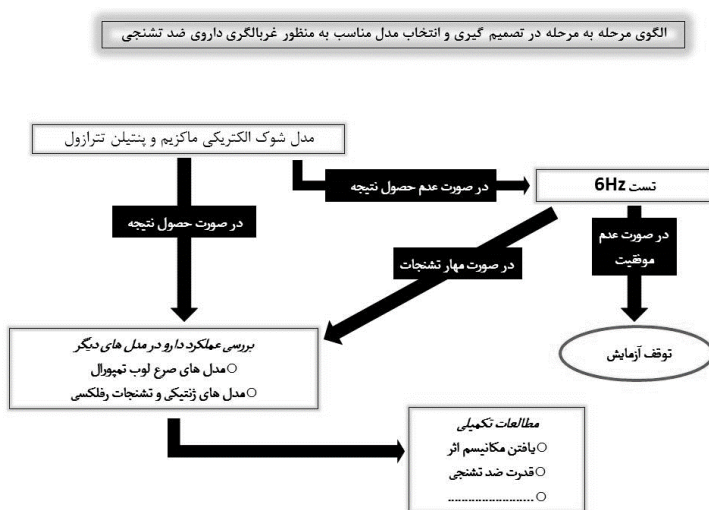 الگوی مرحله به مرحله در تصمیم گیری و انتخاب مدل مناسب به منظور غربالگری داروی ضد تشنجی
مدل شوک الکتریکی ماکزیم و پنتیلن تترازول
در صورت عدم حصول نتیجه
تست 6Hz
در صورت حصول نتیجه
در صورت عدم
موفقیت
در صورت مهار تشنجات
بررسی عملکرد دارو در مدل های دیگر
○مدل های صرع لوب تمپورال
○مدل های ژنتیکی و تشنجات رفلکسی
توقف آزمایش
مطالعات تکمیلی
○یافتن مکانیسم اثر
○قدرت ضد تشنجی
○.........................